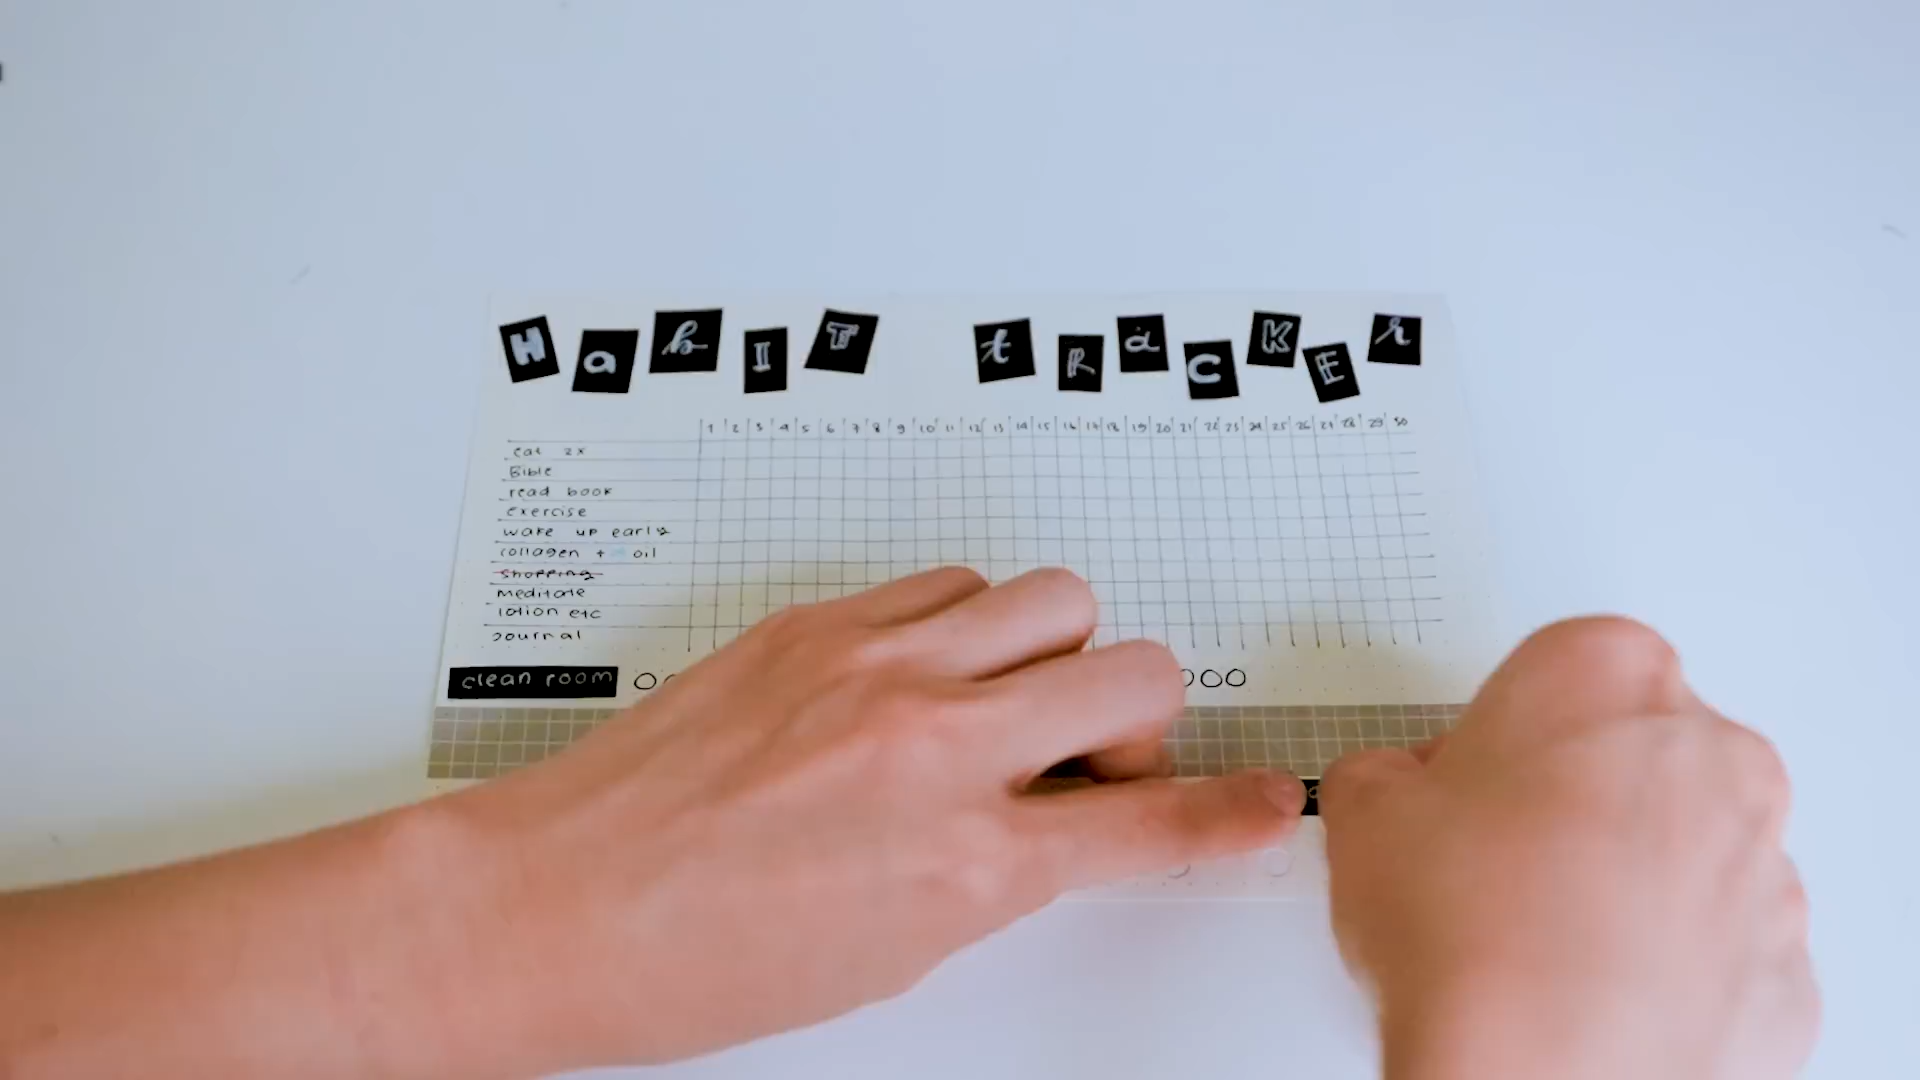 HabIT tRaCKEr
1 2 3 4 5 6 7 8 9 10 11 12 13 14 15 16 17 18 19 20 21 22 23 24 25 26 27 28 29 30
eat 2x
Bible
read book
exercise
wake up early
collagen + oil
shopping
meditate
lotion etc
journal
clean room